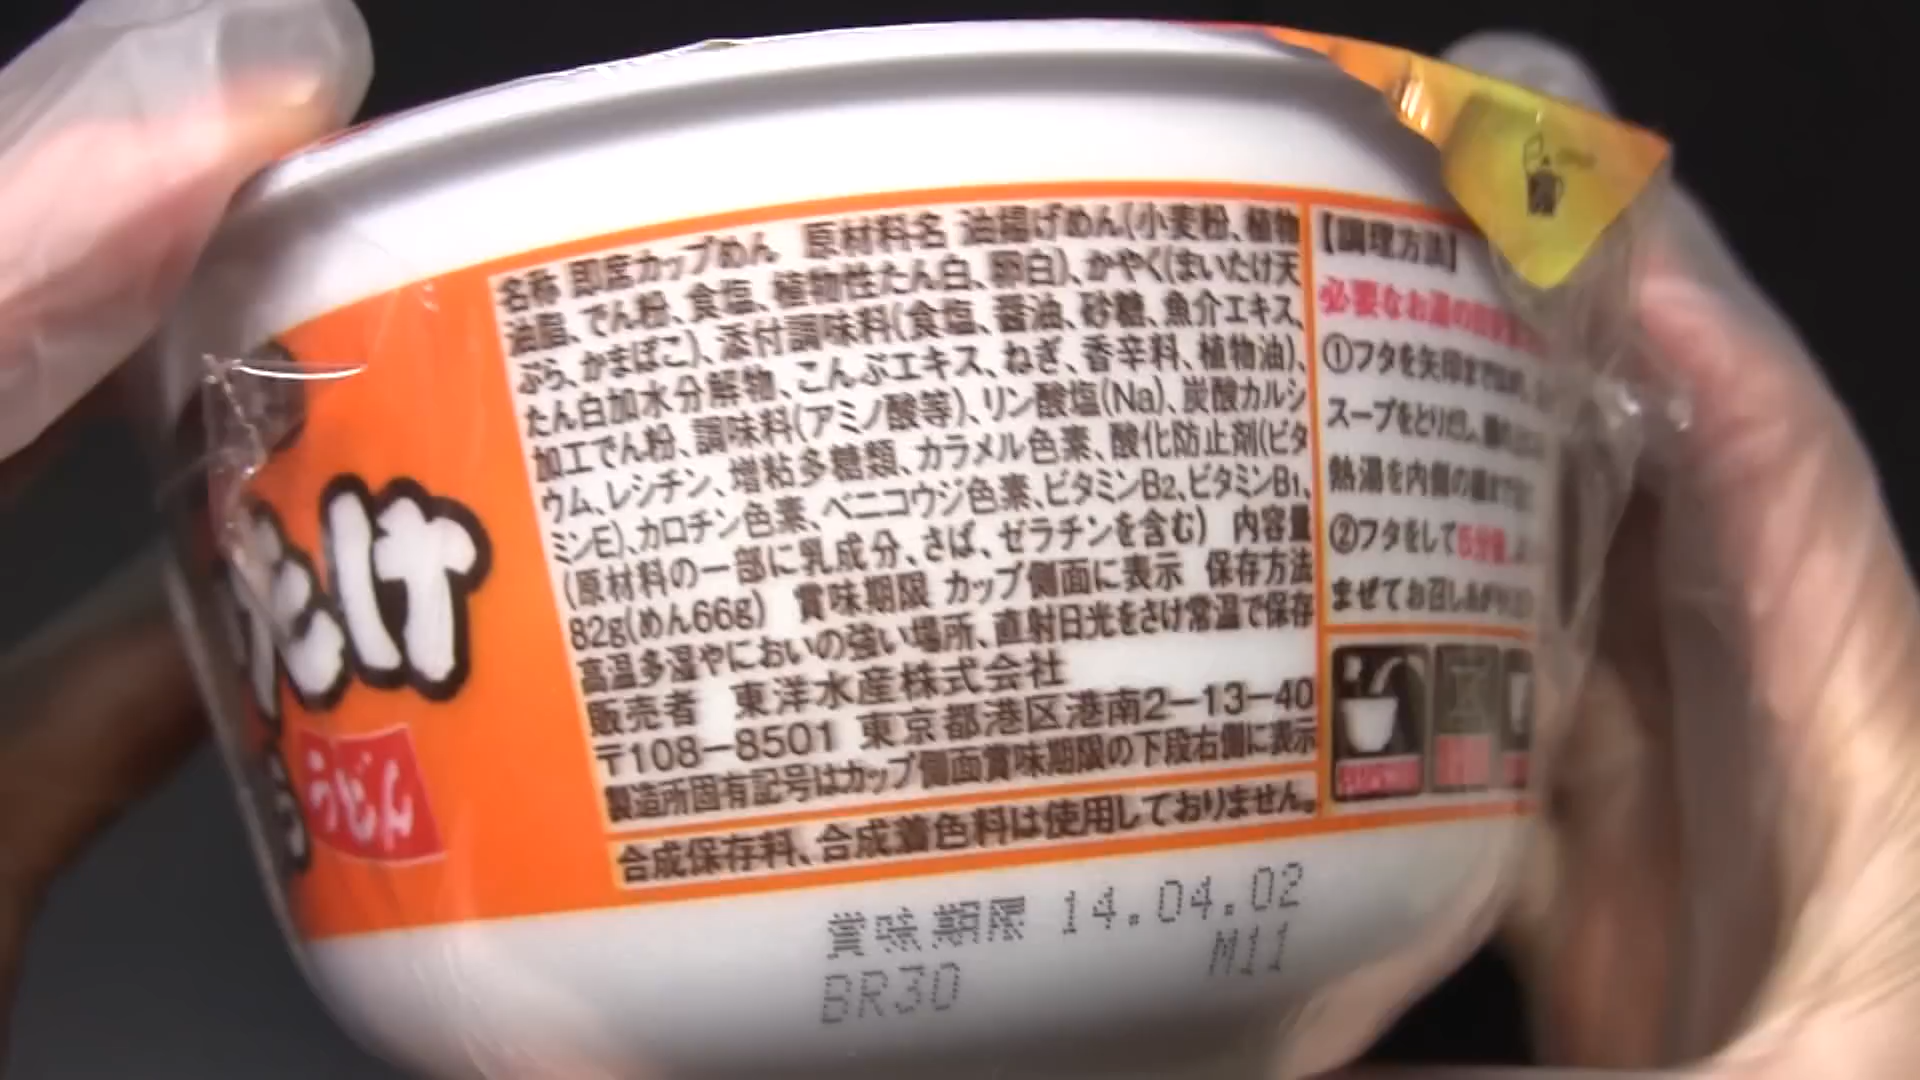 たけ
うどん
名称 即席カップめん 原材料名 油揚げめん(小麦粉、植物
油脂、でん粉、食塩、植物性たん白、卵白)、かやく(まいたけ天
ぷら、かまぼこ)、添付調味料(食塩、醤油、砂糖、魚介エキス、
たん白加水分解物、こんぶエキス、ねぎ、香辛料、植物油)、
加工でん粉、調味料(アミノ酸等)、リン酸塩(Na)、炭酸カルシ
ウム、レシチン、増粘多糖類、カラメル色素、酸化防止剤(ビタ
ミンE)、カロチン色素、ベニコウジ色素、ビタミンB2、ビタミンB1、
(原材料の一部に乳成分、さば、ゼラチンを含む) 内容量
82g(めん66g) 賞味期限 カップ側面に表示 保存方法
高温多湿やにおいの強い場所、直射日光をさけ常温で保存
販売者 東洋水産株式会社
〒108-8501 東京都港区港南2-13-40
製造所固有記号はカップ側面賞味期限の下段右側に表示
合成保存料、合成着色料は使用しておりません。
【調理方法】
必要なお湯の
①フタを矢印まで
スープをとりだし、
熱湯を内側の
②フタをして5分後、
まぜてお召し
賞味期限 14.04.02
BR30 M11